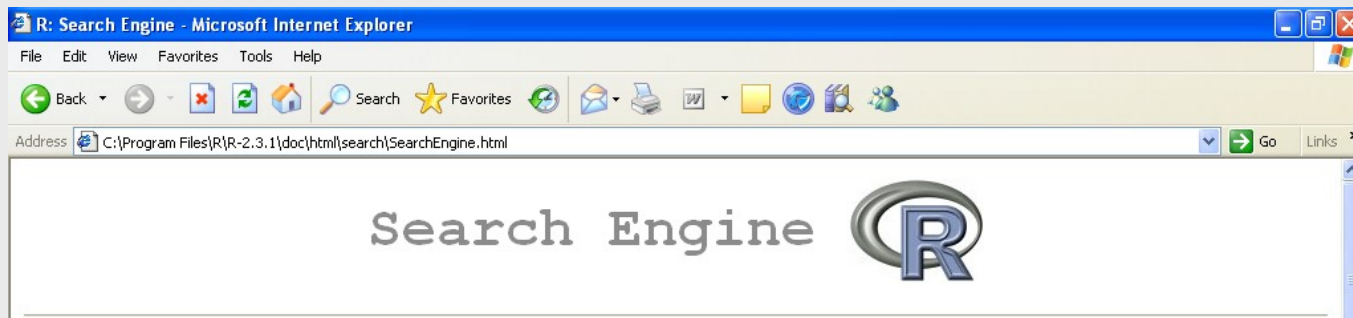 R: Search Engine - Microsoft Internet Explorer
File Edit View Favorites Tools Help
Back Search Favorites
Address C:\Program Files\R\R-2.3.1\doc\html\search\SearchEngine.html Go Links
Search Engine R